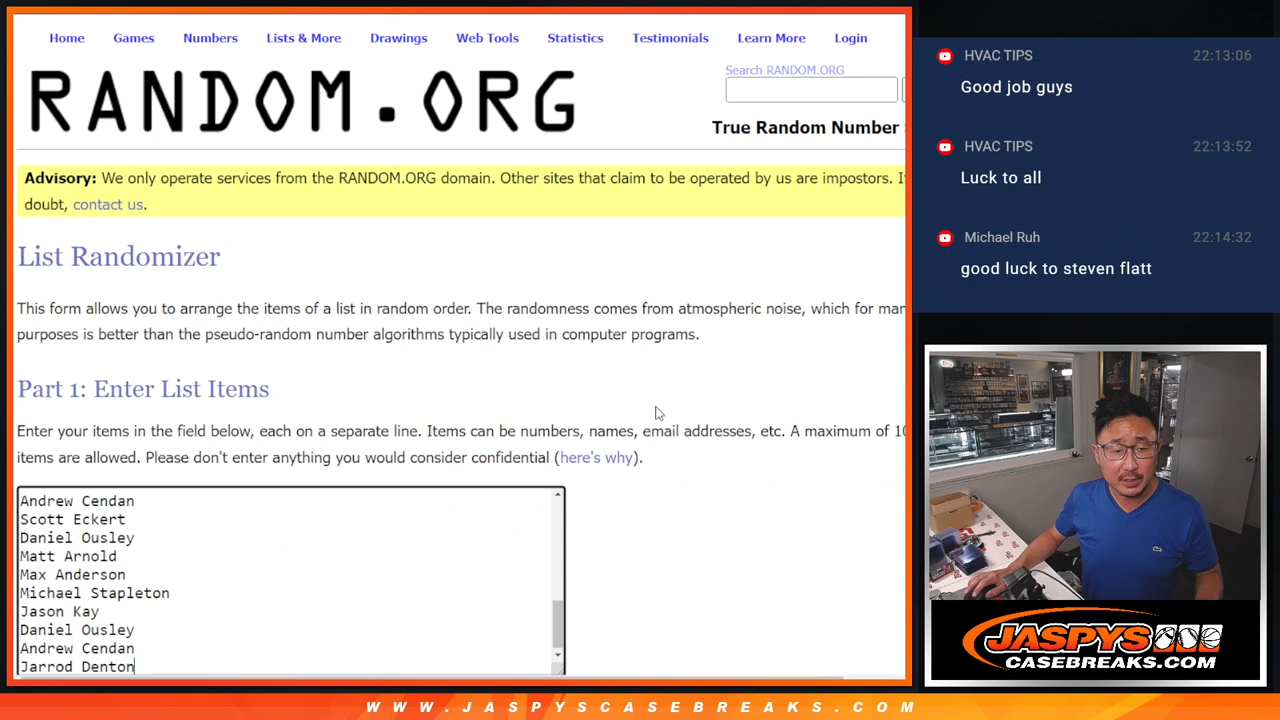 Home Games Numbers Lists & More Drawings Web Tools Statistics Testimonials Learn More Login
RANDOM.ORG
Search RANDOM.ORG
True Random Number
Advisory: We only operate services from the RANDOM.ORG domain. Other sites that claim to be operated by us are impostors.
doubt, contact us.
List Randomizer
This form allows you to arrange the items of a list in random order. The randomness comes from atmospheric noise, which for
purposes is better than the pseudo-random number algorithms typically used in computer programs.
Part 1: Enter List Items
Enter your items in the field below, each on a separate line. Items can be numbers, names, email addresses, etc. A maximum of
items are allowed. Please don't enter anything you would consider confidential (here's why).
Andrew Cendan
Scott Eckert
Daniel Ousley
Matt Arnold
Max Anderson
Michael Stapleton
Jason Kay
Daniel Ousley
Andrew Cendan
Jarrod Denton
HVAC TIPS 22:13:06
Good job guys
HVAC TIPS 22:13:52
Luck to all
Michael Ruh 22:14:32
good luck to steven flatt
JASPYS
CASEBREAKS.COM
WWW.JASPYSCASEBREAKS.COM